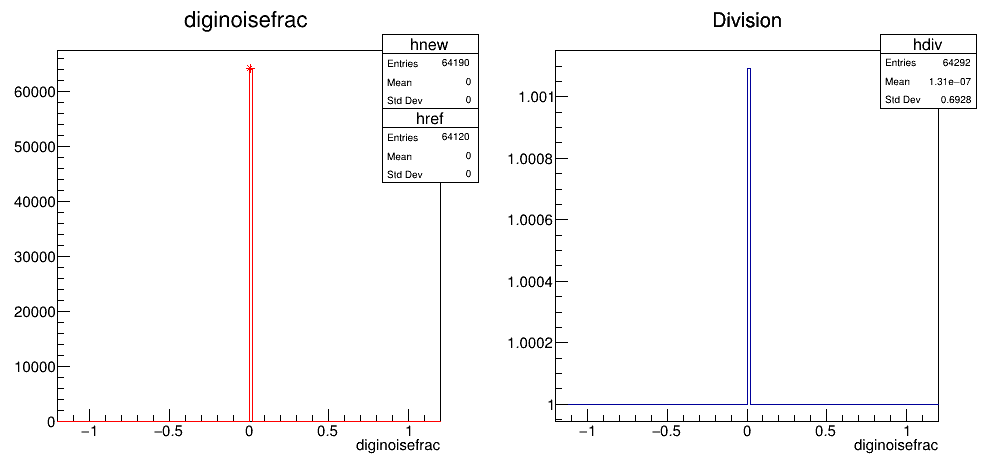 diginoisefrac
hnew
Entries 64190
Mean 0
Std Dev 0
href
Entries 64120
Mean 0
Std Dev 0
60000
50000
40000
30000
20000
10000
0
−1 −0.5 0 0.5 1
diginoisefrac
Division
hdiv
Entries 64292
Mean 1.31e−07
Std Dev 0.6928
1.001
1.0008
1.0006
1.0004
1.0002
1
−1 −0.5 0 0.5 1
diginoisefrac